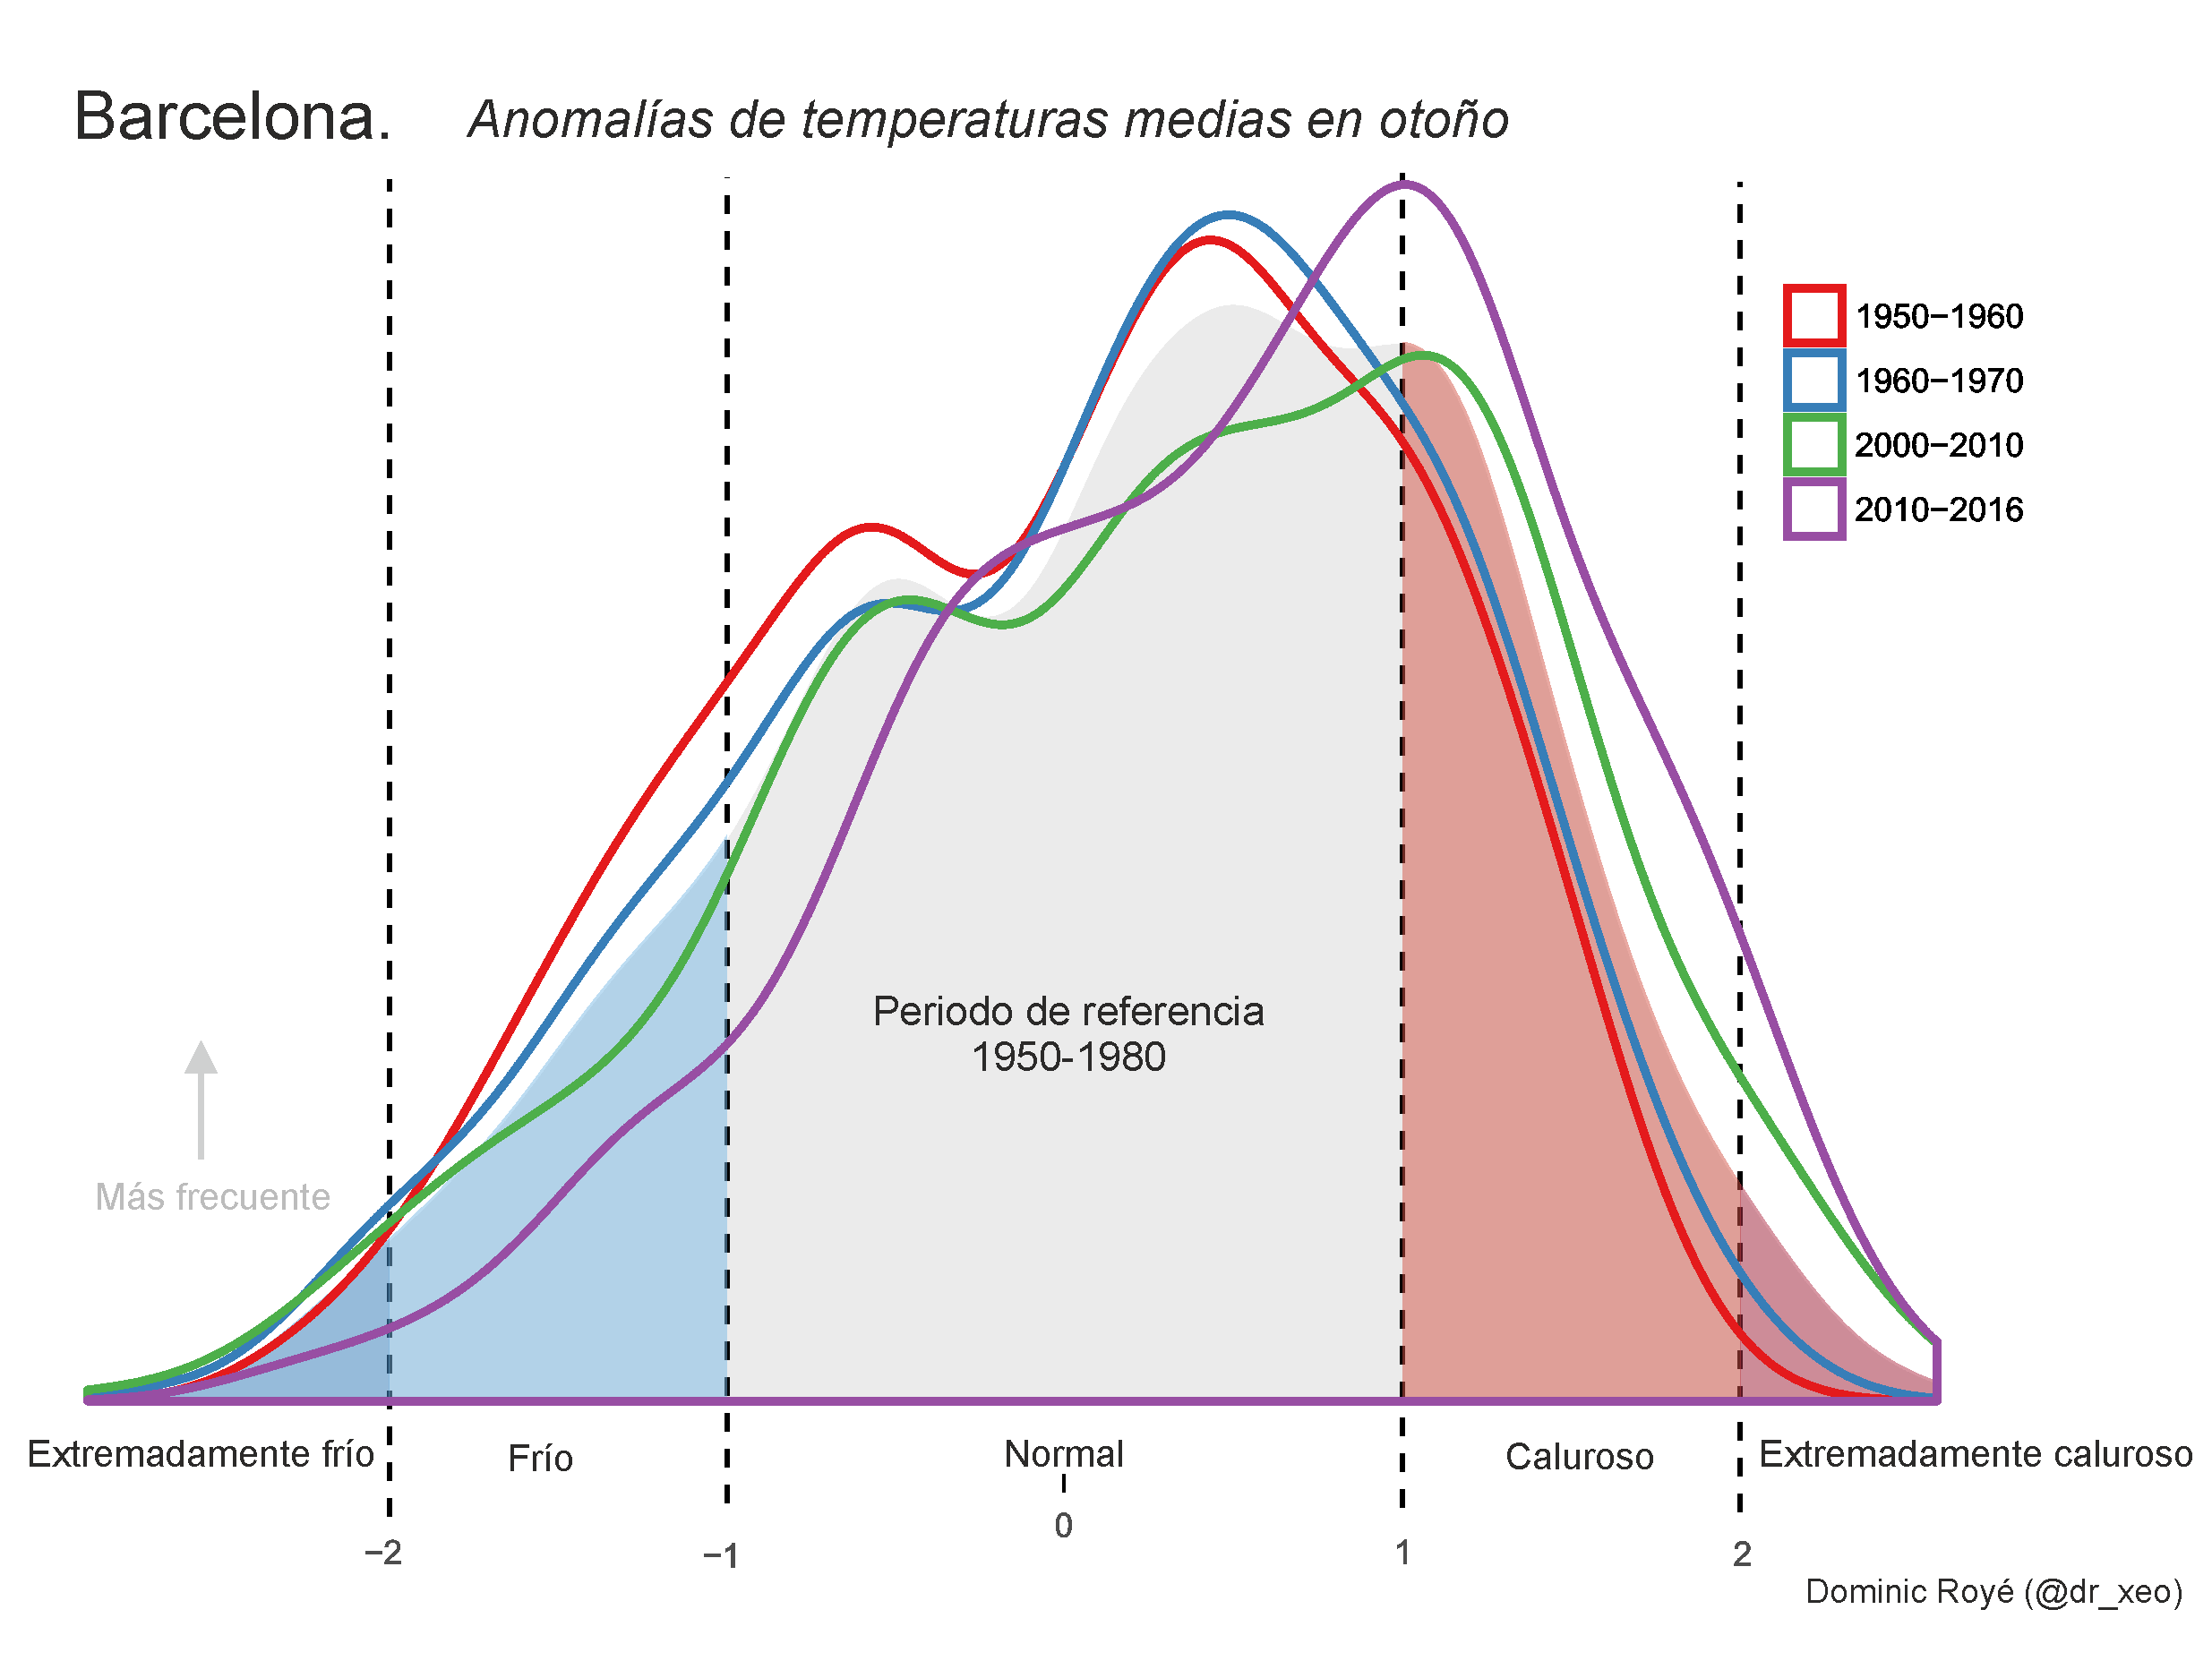 Barcelona. Anomalías de temperaturas medias en otoño
1950−1960
1960−1970
2000−2010
2010−2016
Periodo de referencia
1950-1980
Más frecuente
Extremadamente frío
Frío
Normal
Caluroso
Extremadamente caluroso
−2
−1
0
1
2
Dominic Royé (@dr_xeo)